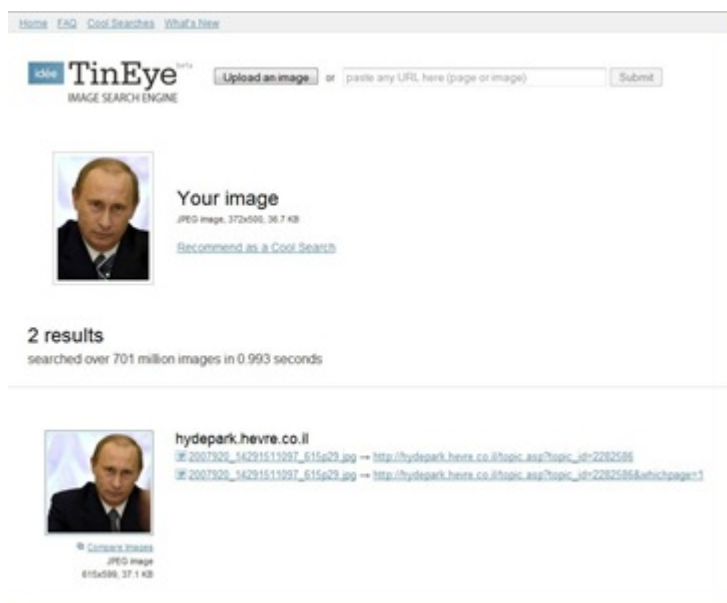 Home FAQ Cool Searches What's New
idée TinEye beta
IMAGE SEARCH ENGINE
Upload an image or paste any URL here (page or image) Submit
Your image
JPEG image, 372x500, 36.7 KB
Recommend as a Cool Search
2 results
searched over 701 million images in 0.993 seconds
hydepark.hevre.co.il
2007920_14291511097_615p29.jpg → http://hydepark.hevre.co.il/topic.asp?topic_id=2282586
2007920_14291511097_615p29.jpg → http://hydepark.hevre.co.il/topic.asp?topic_id=2282586&whichpage=1
Compare Images
JPEG image
615x599, 37.1 KB